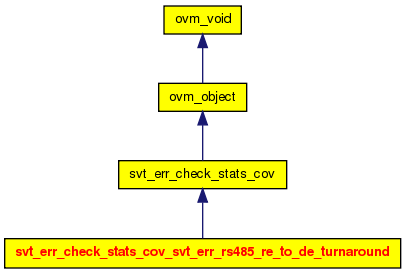 ovm_void
ovm_object
svt_err_check_stats_cov
svt_err_check_stats_cov_svt_err_rs485_re_to_de_turnaround